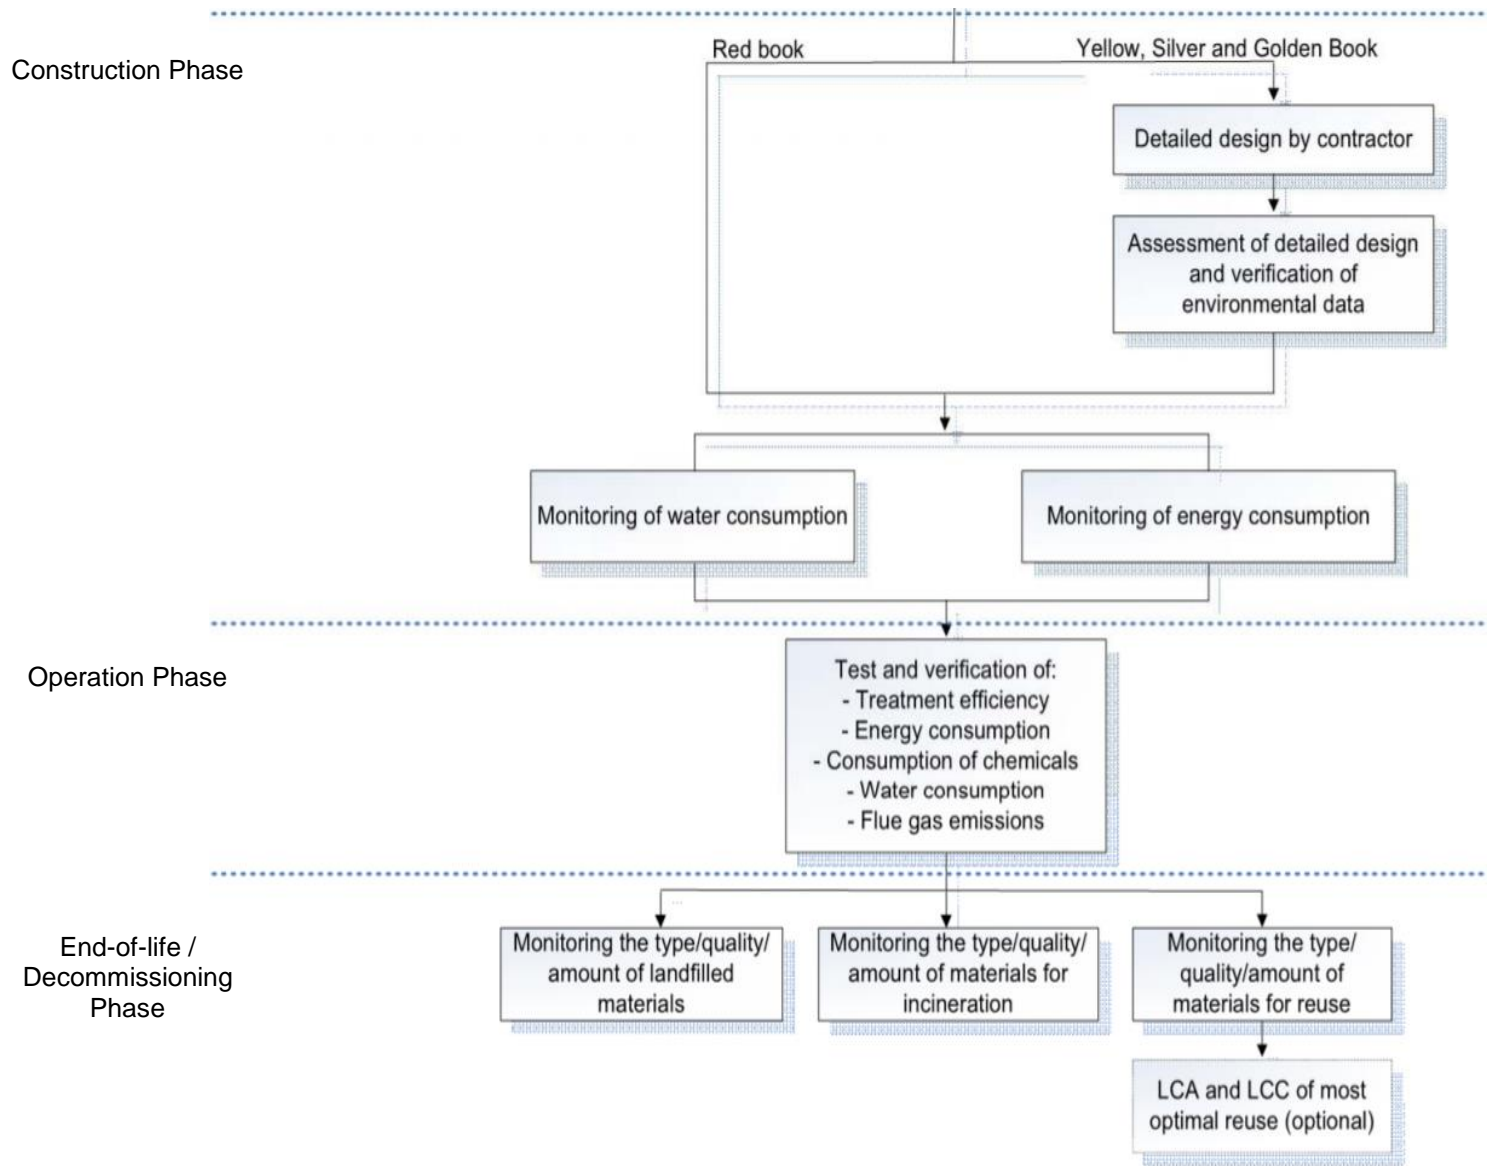 Construction Phase
Red book
Yellow, Silver and Golden Book
Detailed design by contractor
Assessment of detailed design
and verification of
environmental data
Monitoring of water consumption
Monitoring of energy consumption
Operation Phase
Test and verification of:
- Treatment efficiency
- Energy consumption
- Consumption of chemicals
- Water consumption
- Flue gas emissions
End-of-life /
Decommissioning
Phase
Monitoring the type/quality/
amount of landfilled
materials
Monitoring the type/quality/
amount of materials for
incineration
Monitoring the type/
quality/amount of
materials for reuse
LCA and LCC of most
optimal reuse (optional)